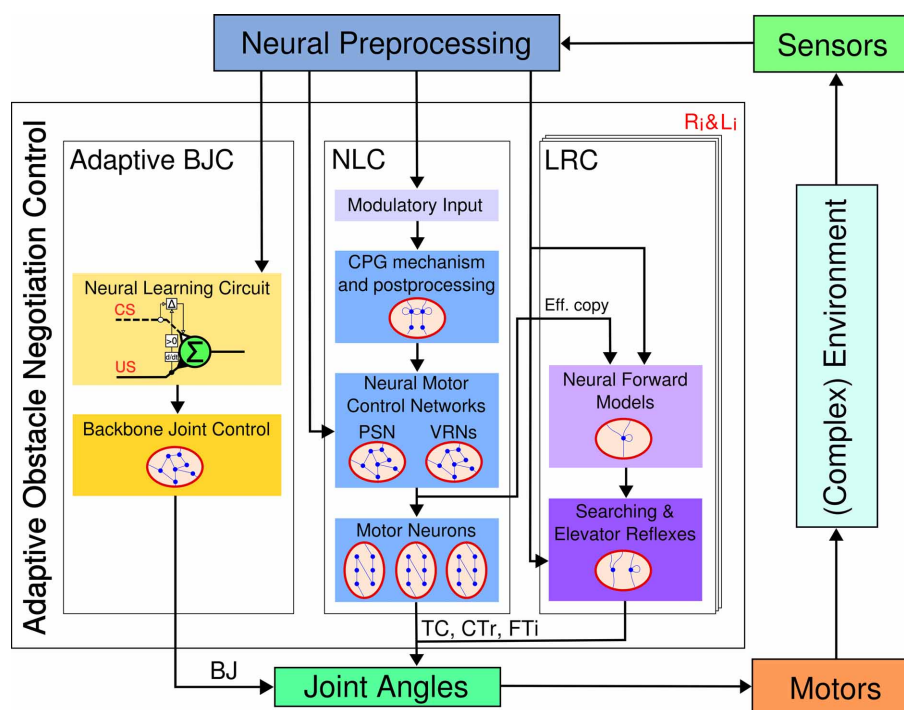 Neural Preprocessing
Sensors
Adaptive Obstacle Negotiation Control
Ri&Li
Adaptive BJC
NLC
LRC
Modulatory Input
CPG mechanism
and postprocessing
Neural Learning Circuit
CS
Δ
>0
d/dt
Σ
US
Eff. copy
Neural Motor
Control Networks
PSN VRNs
Neural Forward
Models
Backbone Joint Control
Motor Neurons
Searching &
Elevator Reflexes
(Complex) Environment
TC, CTr, FTi
BJ
Joint Angles
Motors